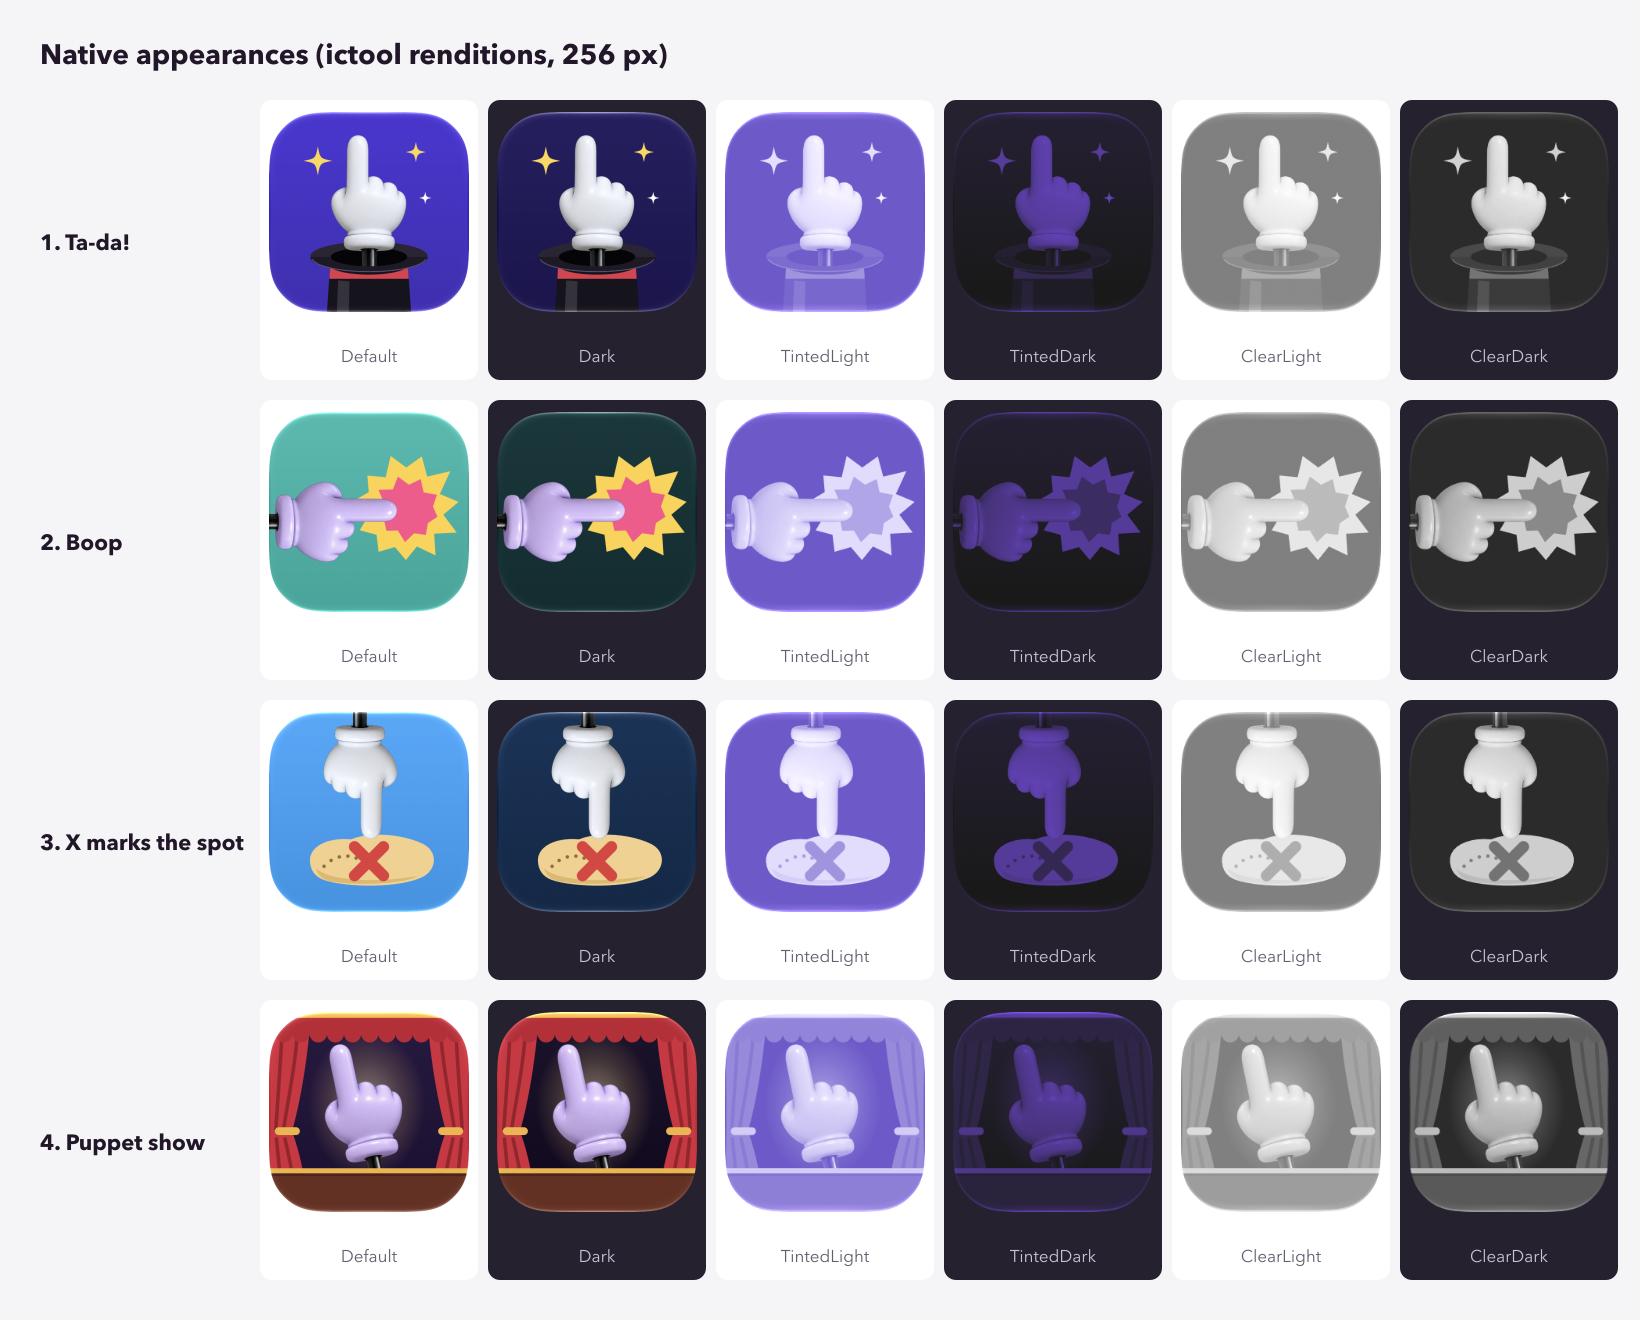 Native appearances (ictool renditions, 256 px)
1. Ta-da!
Default
Dark
TintedLight
TintedDark
ClearLight
ClearDark
2. Boop
Default
Dark
TintedLight
TintedDark
ClearLight
ClearDark
3. X marks the spot
Default
Dark
TintedLight
TintedDark
ClearLight
ClearDark
4. Puppet show
Default
Dark
TintedLight
TintedDark
ClearLight
ClearDark